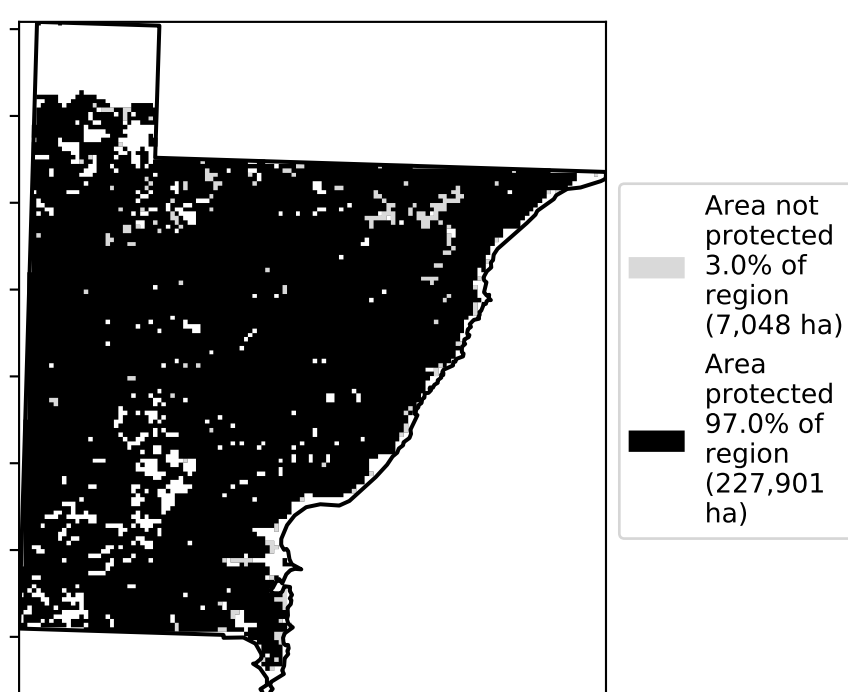 Area not
protected
3.0% of
region
(7,048 ha)
Area
protected
97.0% of
region
(227,901
ha)